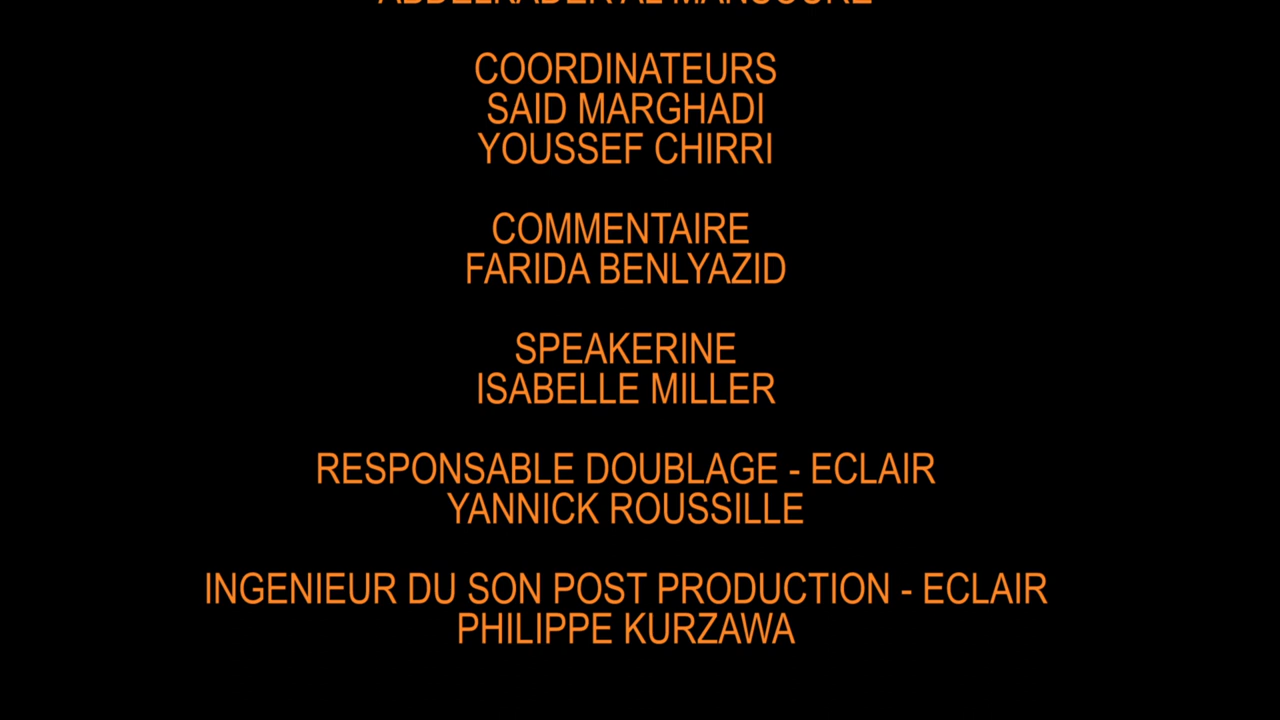 COORDINATEURS
SAID MARGHADI
YOUSSEF CHIRRI
COMMENTAIRE
FARIDA BENLYAZID
SPEAKERINE
ISABELLE MILLER
RESPONSABLE DOUBLAGE - ECLAIR
YANNICK ROUSSILLE
INGENIEUR DU SON POST PRODUCTION - ECLAIR
PHILIPPE KURZAWA